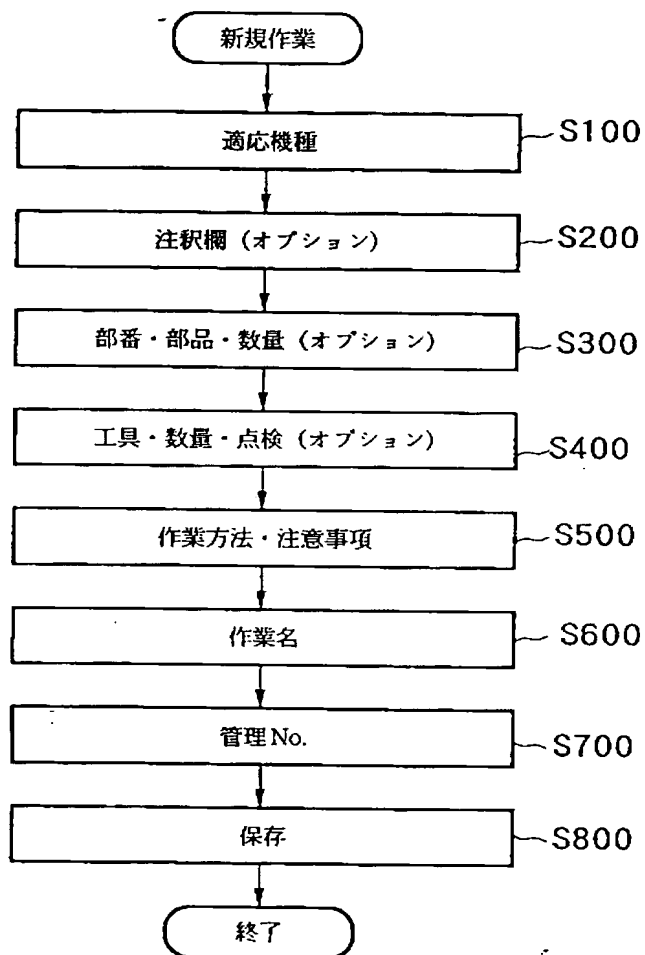 新規作業
適応機種 S100
注釈欄 (オプション) S200
部番・部品・数量 (オプション) S300
工具・数量・点検 (オプション) S400
作業方法・注意事項 S500
作業名 S600
管理No. S700
保存 S800
終了